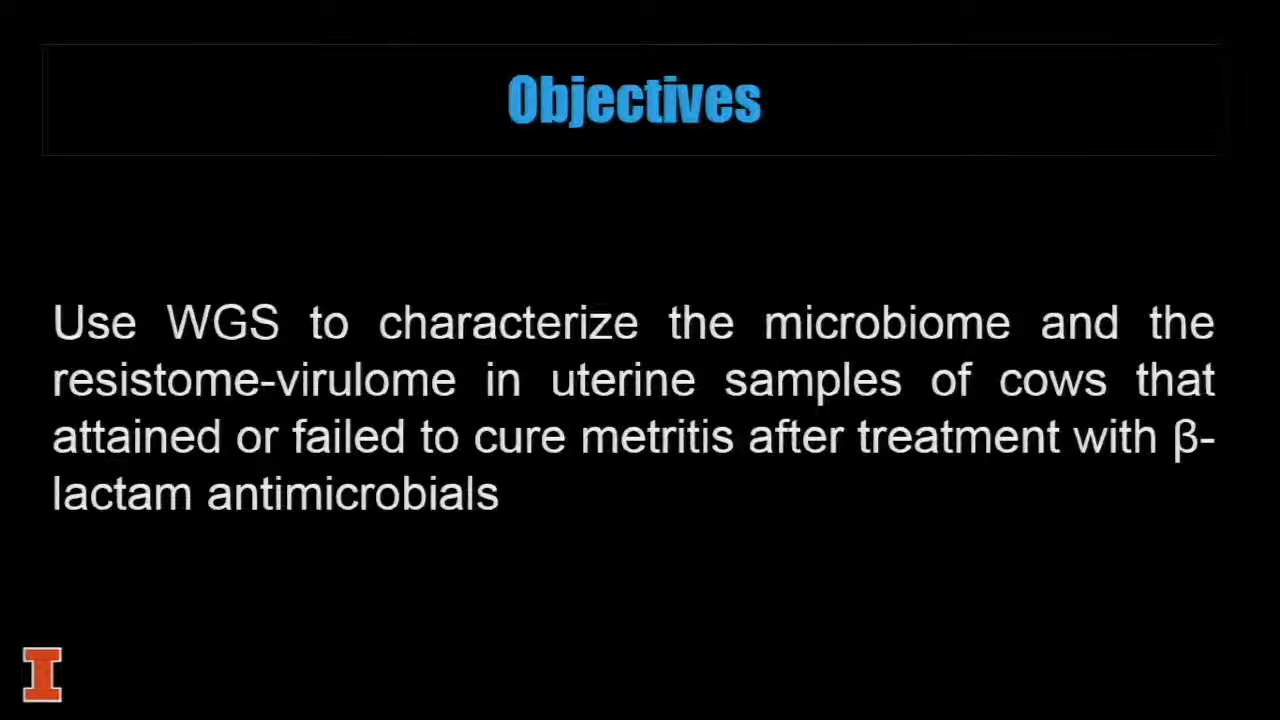 Objectives
Use WGS to characterize the microbiome and the
resistome-virulome in uterine samples of cows that
attained or failed to cure metritis after treatment with β-
lactam antimicrobials
I